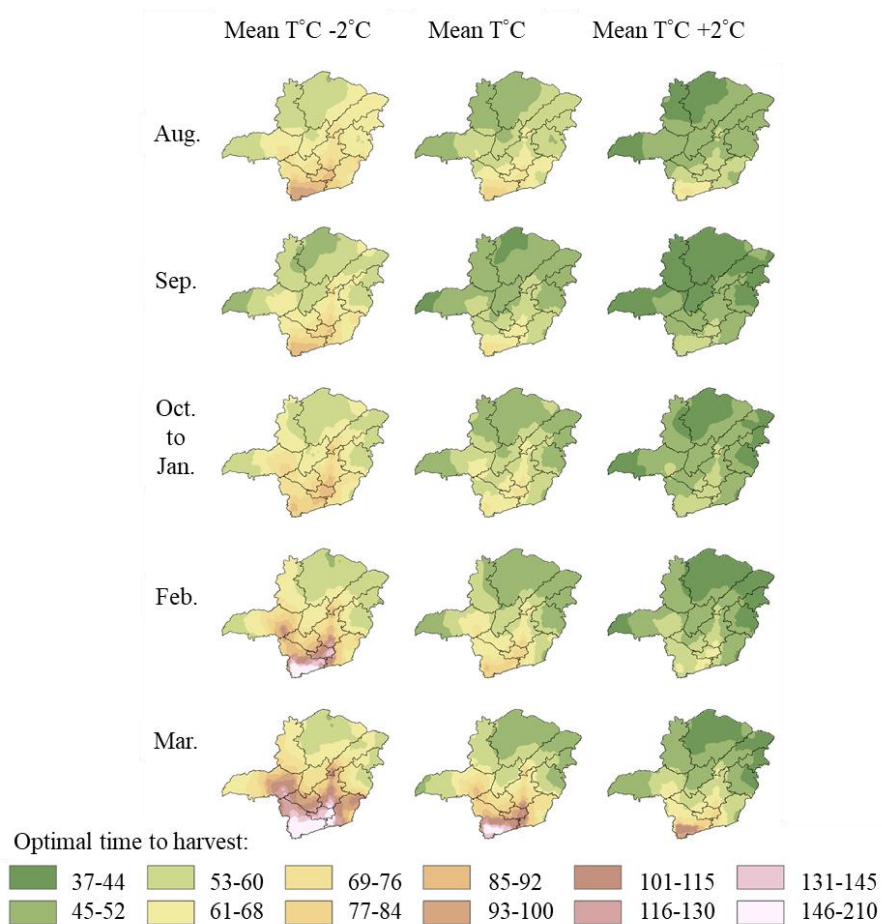 Mean T˚C -2˚C Mean T˚C Mean T˚C +2˚C
Aug.
Sep.
Oct.
to
Jan.
Feb.
Mar.
Optimal time to harvest:
37-44 53-60 69-76 85-92 101-115 131-145
45-52 61-68 77-84 93-100 116-130 146-210